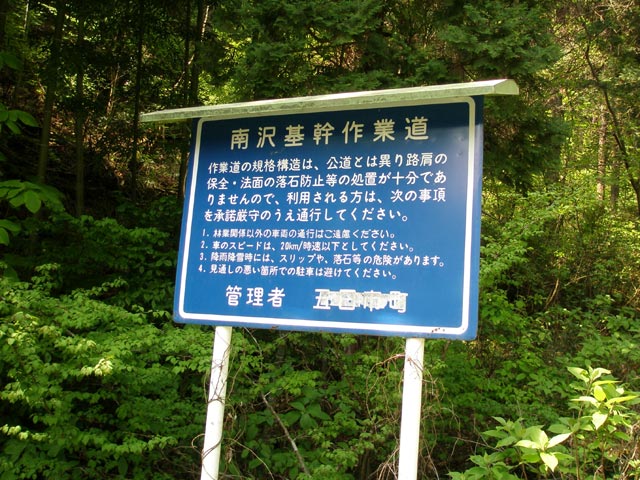 南沢基幹作業道
作業道の規格構造は、公道とは異り路肩の
保全・法面の落石防止等の処置が十分であ
りませんので、利用される方は、次の事項
を承諾厳守のうえ通行してください。
1. 林業関係以外の車両の通行はご遠慮ください。
2. 車のスピードは、20km/時速以下としてください。
3. 降雨降雪時には、スリップや、落石等の危険があります。
4. 見通しの悪い箇所での駐車は避けてください。
管理者